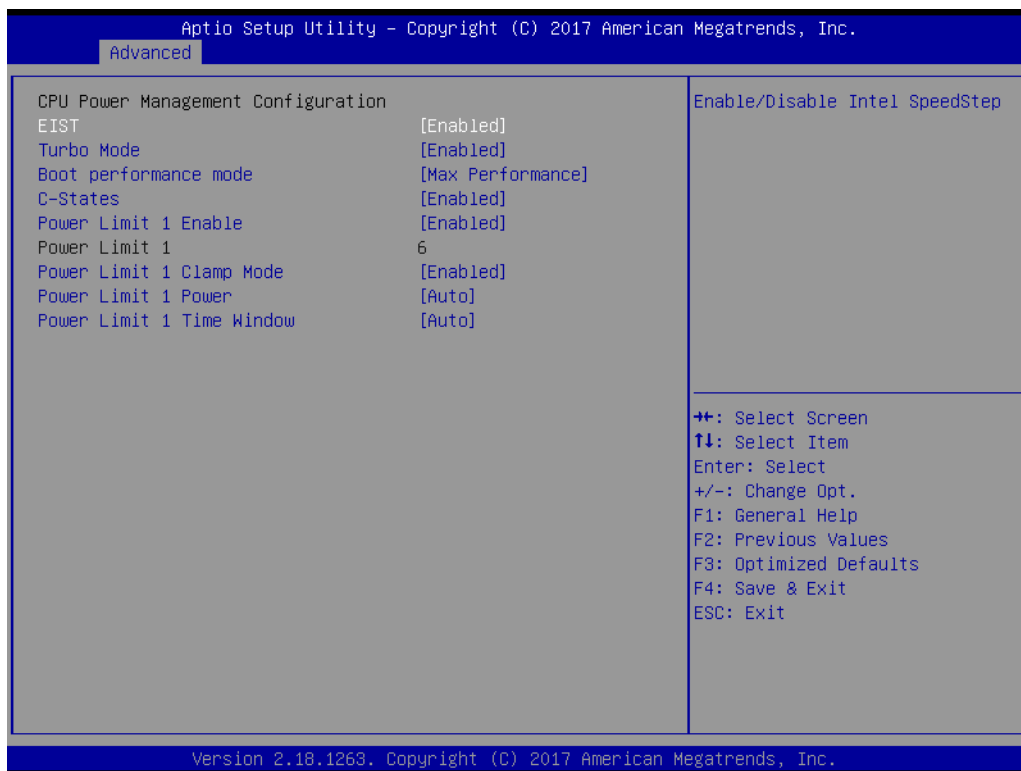 Aptio Setup Utility – Copyright (C) 2017 American Megatrends, Inc.
Advanced
CPU Power Management Configuration
EIST [Enabled]
Turbo Mode [Enabled]
Boot performance mode [Max Performance]
C-States [Enabled]
Power Limit 1 Enable [Enabled]
Power Limit 1 6
Power Limit 1 Clamp Mode [Enabled]
Power Limit 1 Power [Auto]
Power Limit 1 Time Window [Auto]
Enable/Disable Intel SpeedStep
→←: Select Screen
↑↓: Select Item
Enter: Select
+/-: Change Opt.
F1: General Help
F2: Previous Values
F3: Optimized Defaults
F4: Save & Exit
ESC: Exit
Version 2.18.1263. Copyright (C) 2017 American Megatrends, Inc.